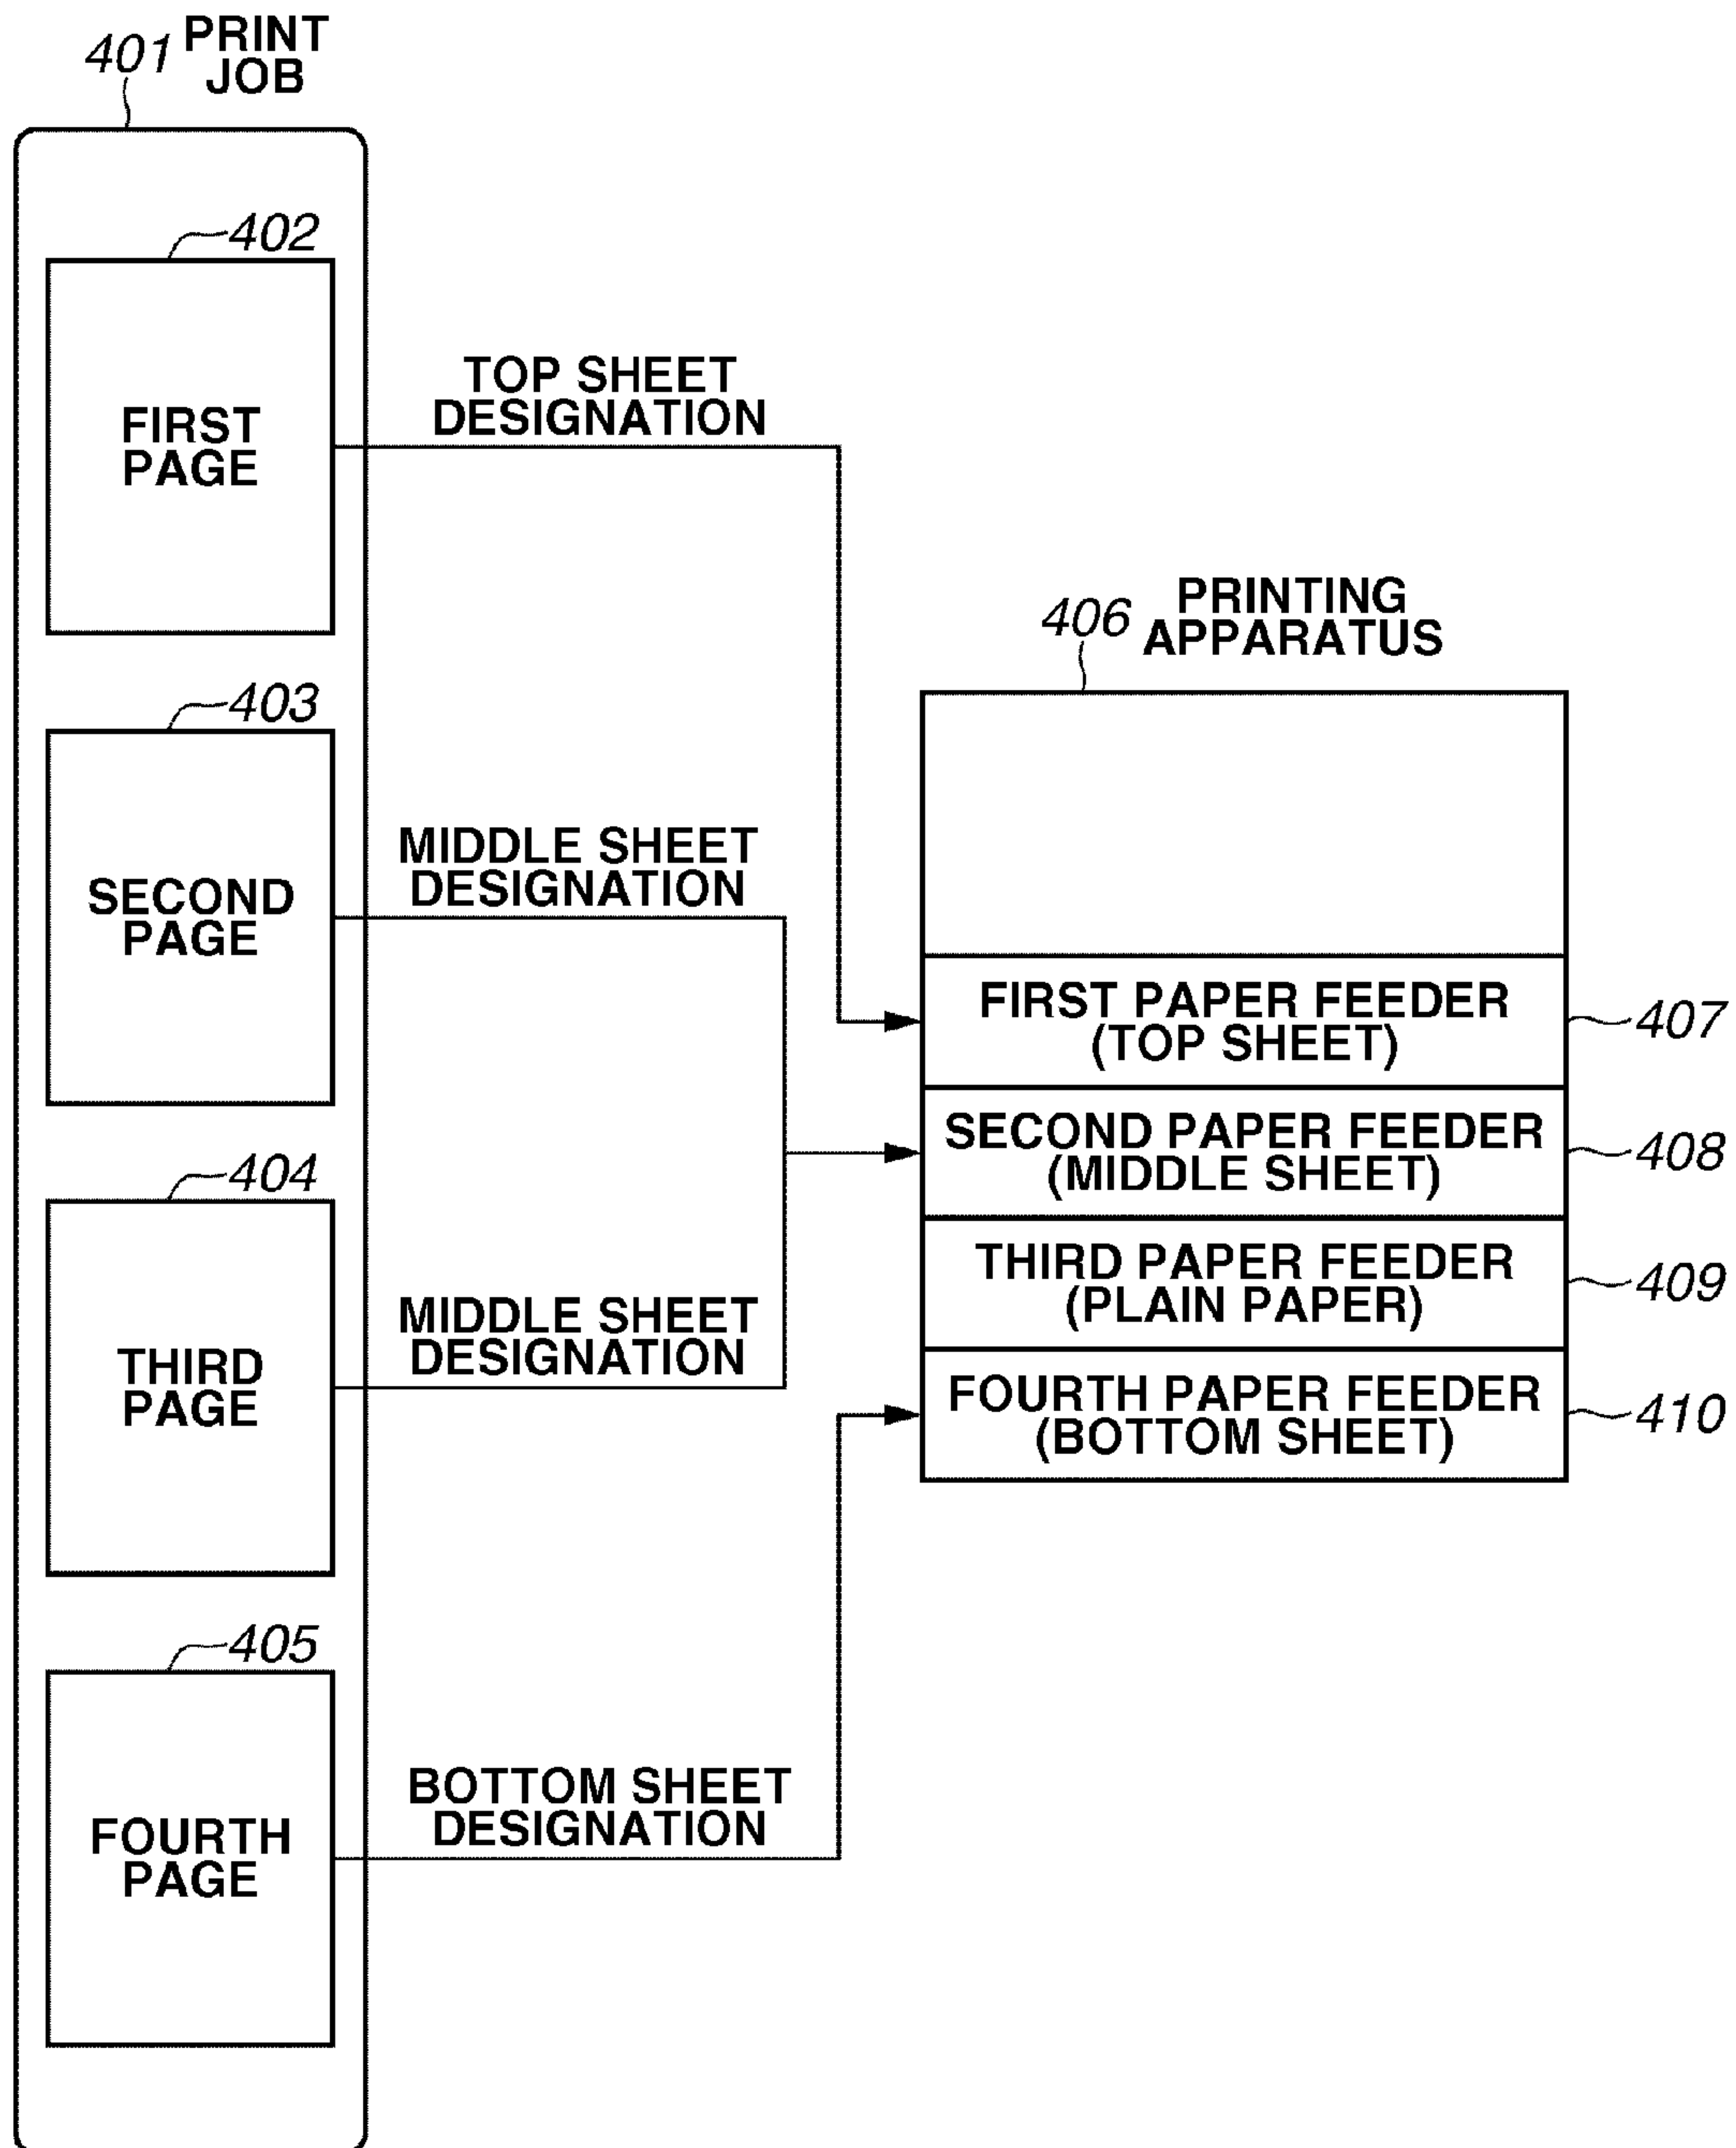 401 PRINT
JOB
402
FIRST
PAGE
TOP SHEET
DESIGNATION
403
SECOND
PAGE
MIDDLE SHEET
DESIGNATION
404
THIRD
PAGE
MIDDLE SHEET
DESIGNATION
405
FOURTH
PAGE
BOTTOM SHEET
DESIGNATION
406 PRINTING
APPARATUS
FIRST PAPER FEEDER
(TOP SHEET)
407
SECOND PAPER FEEDER
(MIDDLE SHEET)
408
THIRD PAPER FEEDER
(PLAIN PAPER)
409
FOURTH PAPER FEEDER
(BOTTOM SHEET)
410